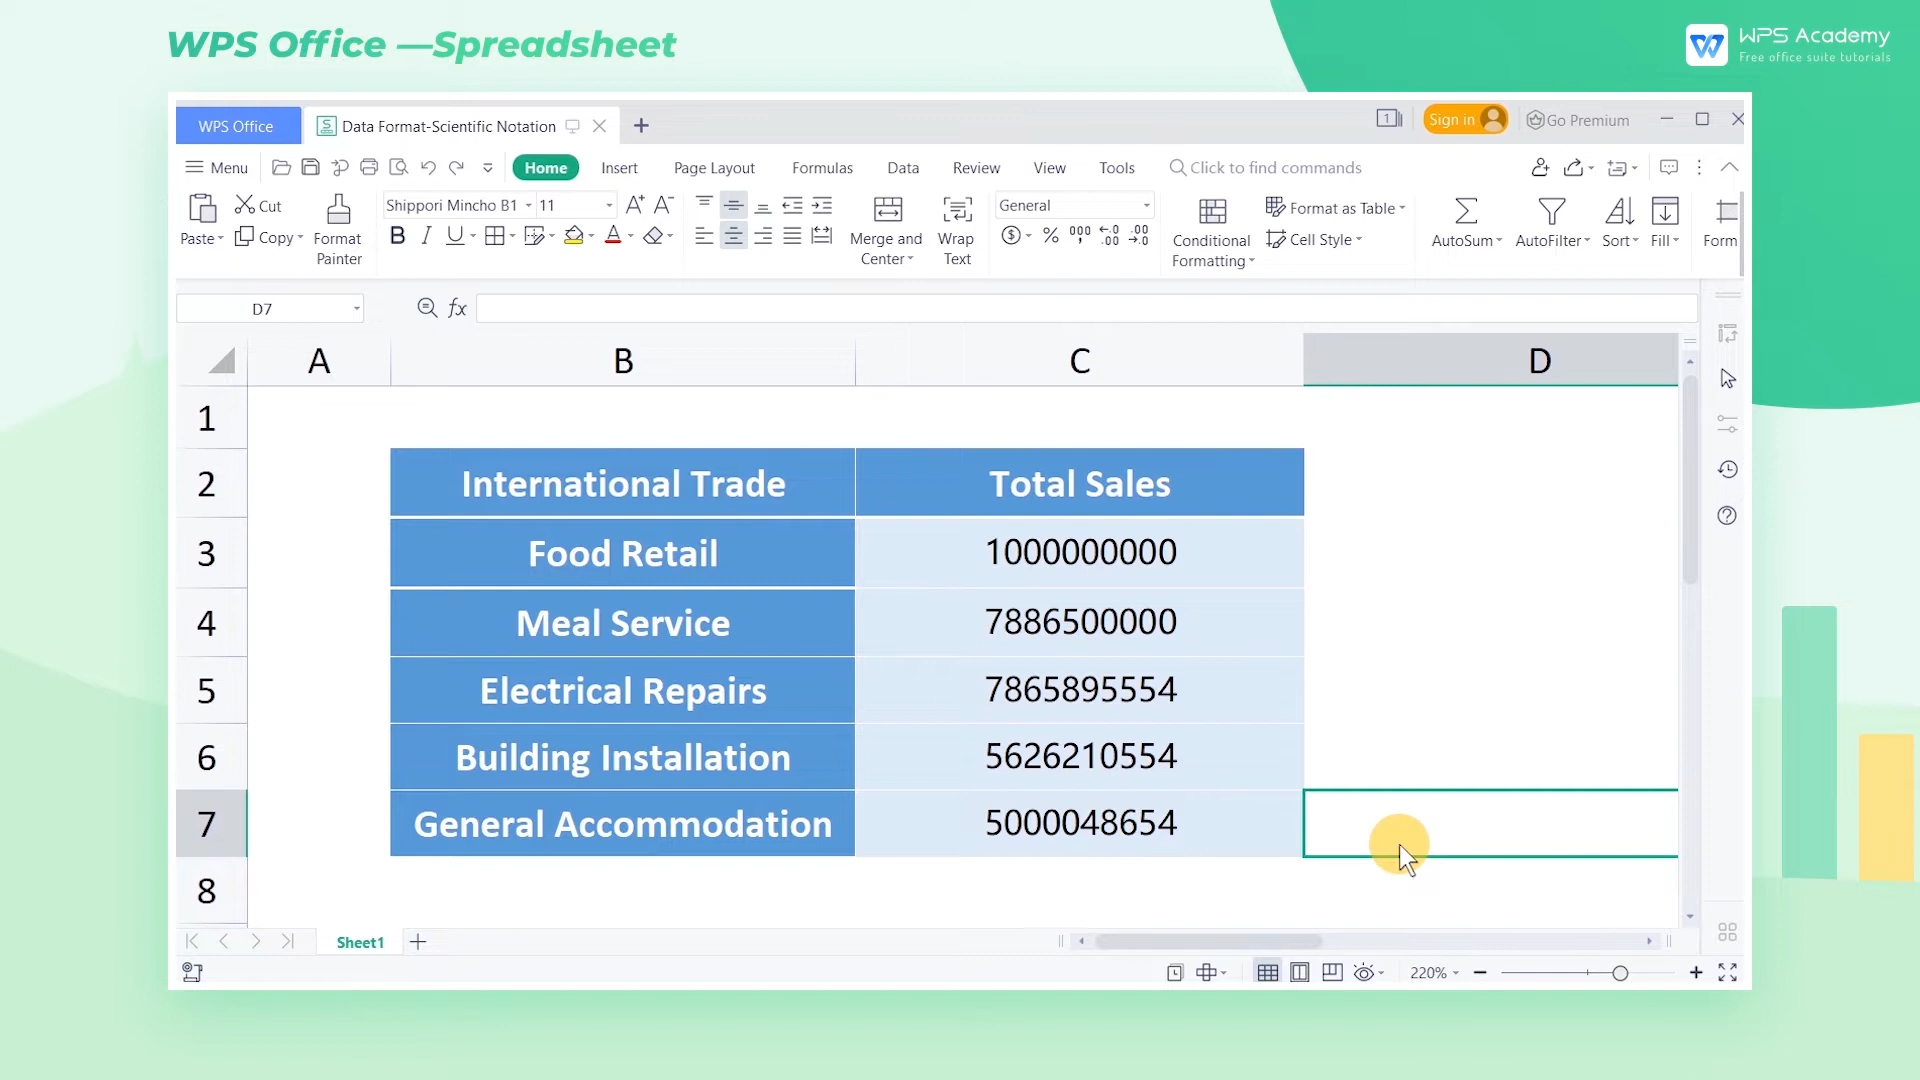 WPS Office —Spreadsheet
WPS Academy
Free office suite tutorials
WPS Office
Data Format-Scientific Notation
1
Sign in
Go Premium
Menu
Home
Insert
Page Layout
Formulas
Data
Review
View
Tools
Click to find commands
Paste
Cut
Copy
Format
Painter
Shippori Mincho B1
11
Merge and
Center
Wrap
Text
General
Conditional
Formatting
Format as Table
Cell Style
AutoSum
AutoFilter
Sort
Fill
Form
D7
fx
A B C D
1
2 International Trade Total Sales
3 Food Retail 1000000000
4 Meal Service 7886500000
5 Electrical Repairs 7865895554
6 Building Installation 5626210554
7 General Accommodation 5000048654
8
Sheet1
220%